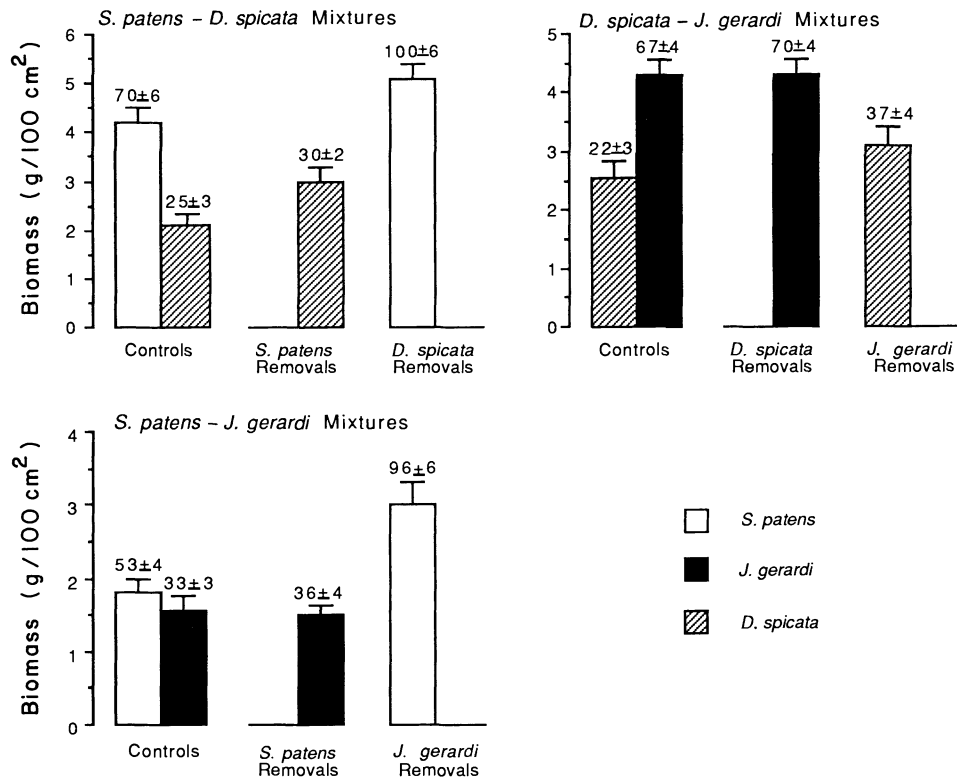 S. patens – D. spicata Mixtures
Biomass (g/100 cm²)
6
5
4
3
2
1
0
70±6
25±3
30±2
100±6
Controls
S. patens
Removals
D. spicata
Removals
D. spicata – J. gerardi Mixtures
5
4
3
2
1
0
22±3
67±4
70±4
37±4
Controls
D. spicata
Removals
J. gerardi
Removals
S. patens – J. gerardi Mixtures
Biomass (g/100 cm²)
4
3
2
1
0
53±4
33±3
36±4
96±6
Controls
S. patens
Removals
J. gerardi
Removals
S. patens
J. gerardi
D. spicata